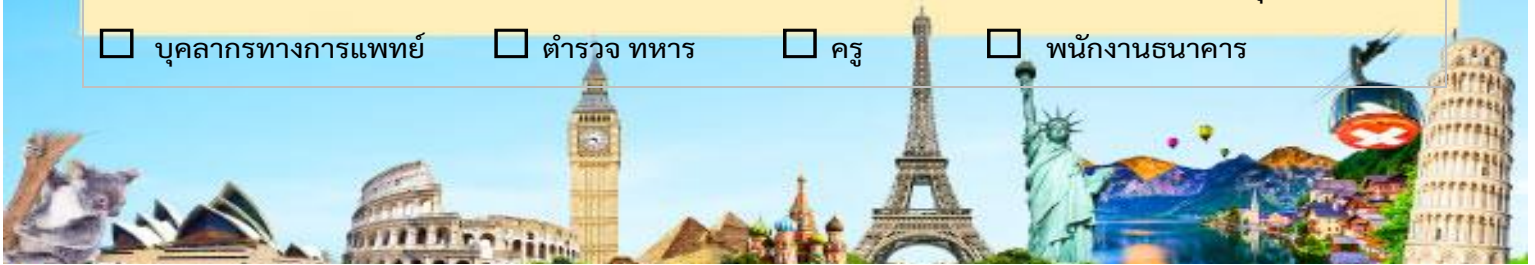 ☐ บุคลากรทางการแพทย์ ☐ ตำรวจ ทหาร ☐ ครู ☐ พนักงานธนาคาร